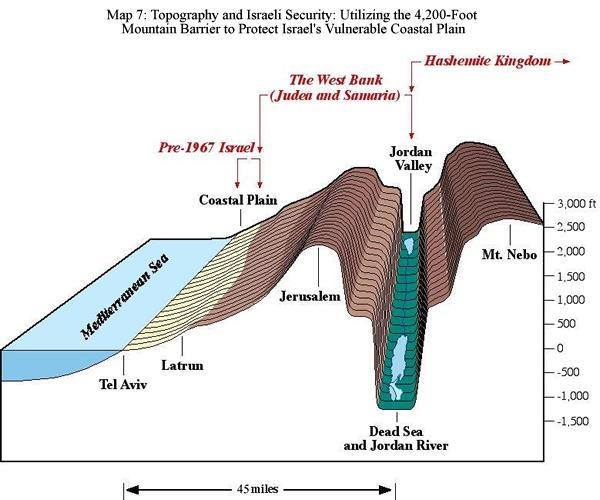 Map 7: Topography and Israeli Security: Utilizing the 4,200-Foot
Mountain Barrier to Protect Israel's Vulnerable Coastal Plain
Hashemite Kingdom
The West Bank
(Judea and Samaria)
Pre-1967 Israel
Jordan
Valley
Coastal Plain
3,000 ft
2,500
2,000
1,500
1,000
500
0
-500
-1,000
-1,500
Mt. Nebo
Mediterranean Sea
Jerusalem
Latrun
Tel Aviv
Dead Sea
and Jordan River
45 miles